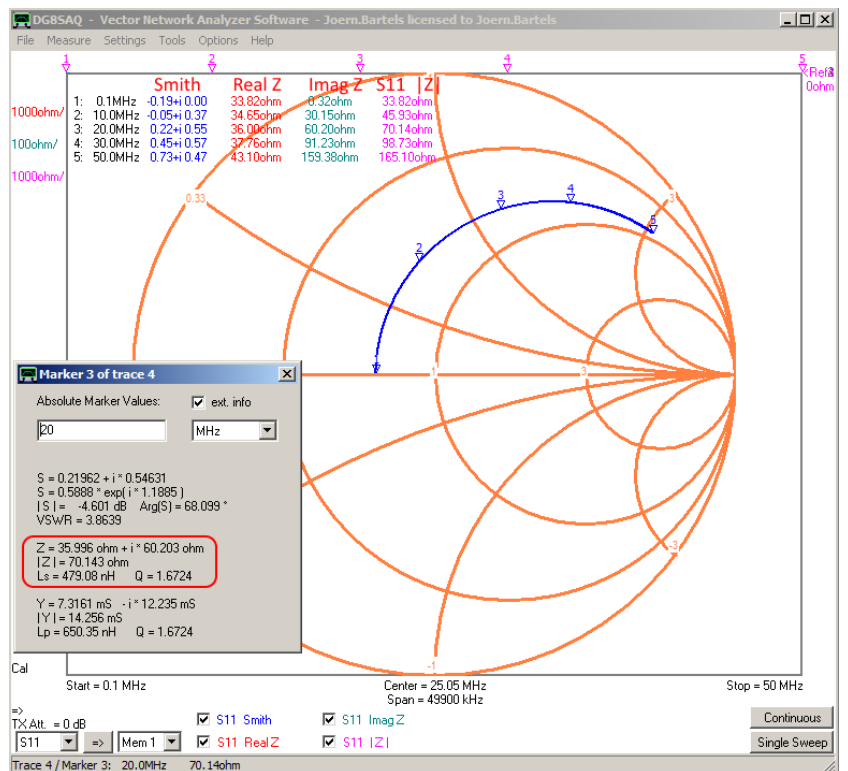 DG8SAQ - Vector Network Analyzer Software - Joern.Bartels licensed to Joern.Bartels
File Measure Settings Tools Options Help
1 2 3 4 5
<Ref
0ohm
Smith Real Z Imag Z S11 |Z|
1: 0.1MHz -0.19+i 0.00 33.82ohm 0.32ohm 33.82ohm
2: 10.0MHz -0.05+i 0.37 34.65ohm 30.15ohm 45.93ohm
3: 20.0MHz 0.22+i 0.55 36.00ohm 60.20ohm 70.14ohm
4: 30.0MHz 0.45+i 0.57 37.76ohm 91.23ohm 98.73ohm
5: 50.0MHz 0.73+i 0.47 43.10ohm 159.38ohm 165.10ohm
1000ohm/
100ohm/
1000ohm/
0.33
3
4
3
5
2
1
3
-3
-1
Marker 3 of trace 4
Absolute Marker Values:
ext. info
20
MHz
S = 0.21962 + i * 0.54631
S = 0.5888 * exp( i * 1.1885 )
| S | = -4.601 dB Arg(S) = 68.099 °
VSWR = 3.8639
Z = 35.996 ohm + i * 60.203 ohm
|Z| = 70.143 ohm
Ls = 479.08 nH Q = 1.6724
Y = 7.3161 mS - i * 12.235 mS
|Y| = 14.256 mS
Lp = 650.35 nH Q = 1.6724
Cal
Start = 0.1 MHz
Center = 25.05 MHz
Span = 49900 kHz
Stop = 50 MHz
=>
TX Att. = 0 dB
S11 Smith
S11 Imag Z
Continuous
S11
=>
Mem 1
S11 Real Z
S11 |Z|
Single Sweep
Trace 4 / Marker 3: 20.0MHz 70.14ohm